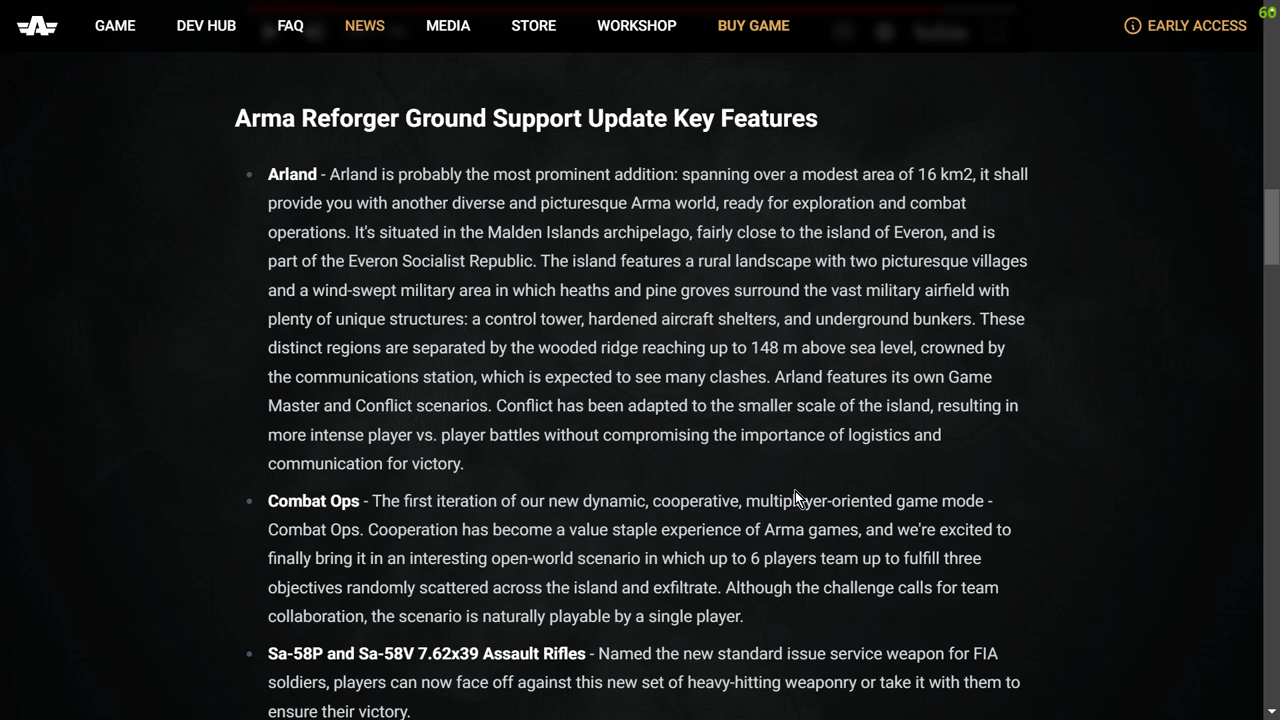 GAME DEV HUB FAQ NEWS MEDIA STORE WORKSHOP BUY GAME EARLY ACCESS
60
Arma Reforger Ground Support Update Key Features
Arland - Arland is probably the most prominent addition: spanning over a modest area of 16 km2, it shall
provide you with another diverse and picturesque Arma world, ready for exploration and combat
operations. It's situated in the Malden Islands archipelago, fairly close to the island of Everon, and is
part of the Everon Socialist Republic. The island features a rural landscape with two picturesque villages
and a wind-swept military area in which heaths and pine groves surround the vast military airfield with
plenty of unique structures: a control tower, hardened aircraft shelters, and underground bunkers. These
distinct regions are separated by the wooded ridge reaching up to 148 m above sea level, crowned by
the communications station, which is expected to see many clashes. Arland features its own Game
Master and Conflict scenarios. Conflict has been adapted to the smaller scale of the island, resulting in
more intense player vs. player battles without compromising the importance of logistics and
communication for victory.
Combat Ops - The first iteration of our new dynamic, cooperative, multiplayer-oriented game mode -
Combat Ops. Cooperation has become a value staple experience of Arma games, and we're excited to
finally bring it in an interesting open-world scenario in which up to 6 players team up to fulfill three
objectives randomly scattered across the island and exfiltrate. Although the challenge calls for team
collaboration, the scenario is naturally playable by a single player.
Sa-58P and Sa-58V 7.62x39 Assault Rifles - Named the new standard issue service weapon for FIA
soldiers, players can now face off against this new set of heavy-hitting weaponry or take it with them to
ensure their victory.